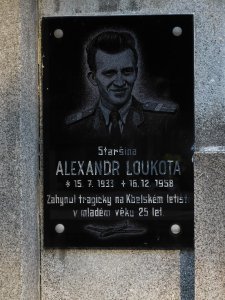 Staršina
ALEXANDR LOUKOTA
* 15. 7. 1933 + 16. 12. 1958
Zahynul tragicky na Kbelském letišti
v mladém věku 25 let